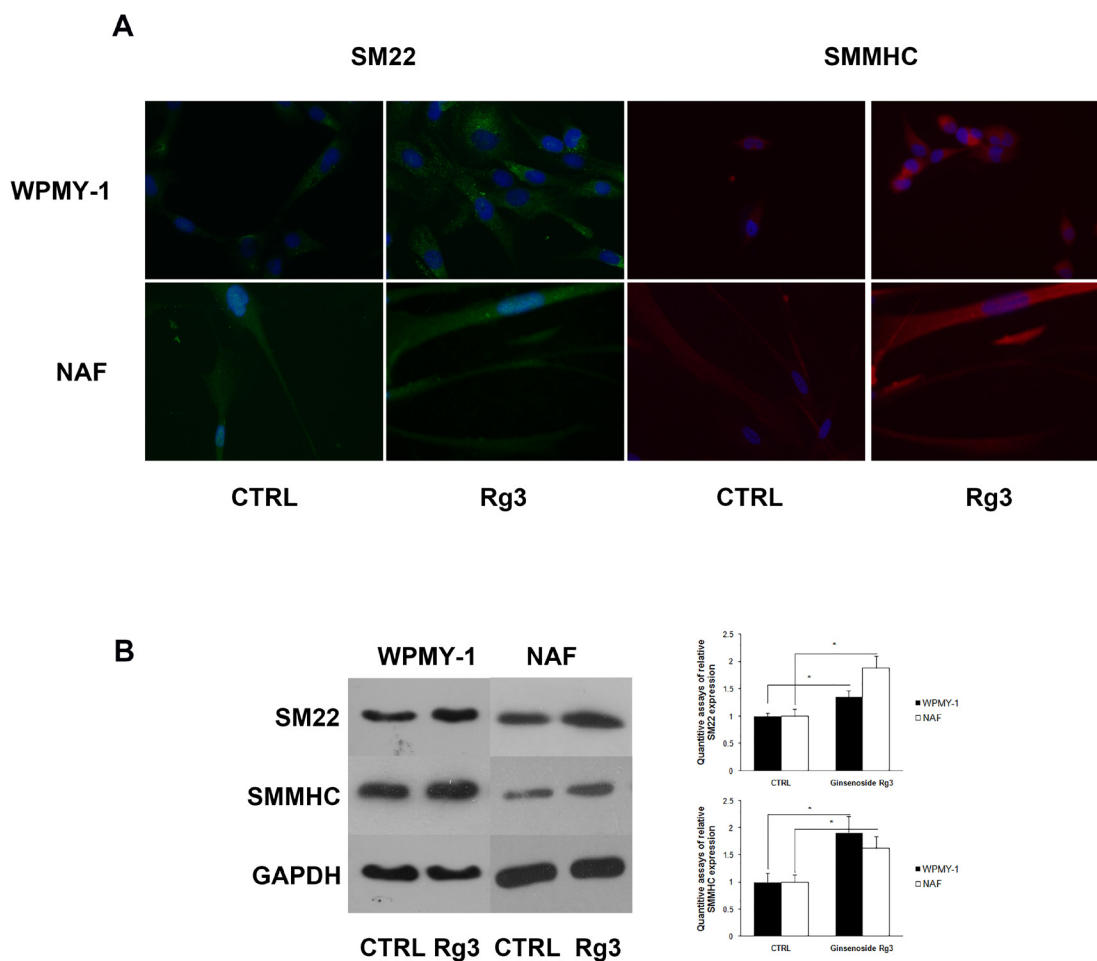 A
SM22 SMMHC
WPMY-1
NAF
CTRL Rg3 CTRL Rg3
B
WPMY-1 NAF
SM22
SMMHC
GAPDH
CTRL Rg3 CTRL Rg3
Quantitive assays of relative
SM22 expression
2.5
2
1.5
1
0.5
0
* *
CTRL Ginsenoside Rg3
WPMY-1
NAF
Quantitive assays of relative
SMMHC expression
2.5
2
1.5
1
0.5
0
* *
CTRL Ginsenoside Rg3
WPMY-1
NAF